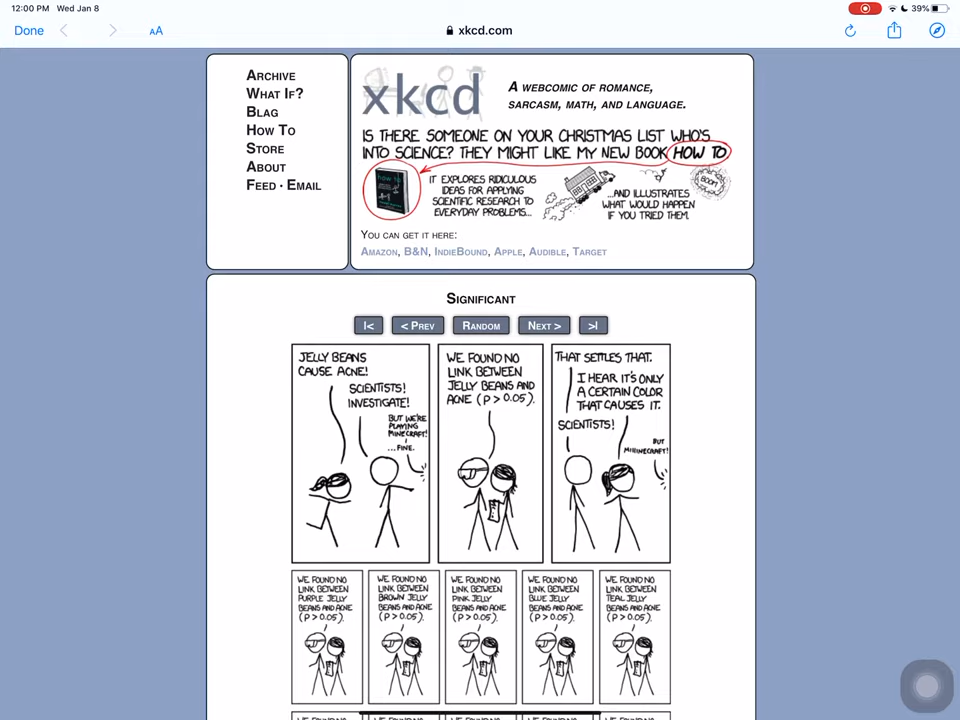 12:00 PM Wed Jan 8
39%
Done
AA
xkcd.com
Archive
What If?
Blag
How To
Store
About
Feed · Email
xkcd
A webcomic of romance,
sarcasm, math, and language.
IS THERE SOMEONE ON YOUR CHRISTMAS LIST WHO'S
INTO SCIENCE? THEY MIGHT LIKE MY NEW BOOK HOW TO
how to
IT EXPLORES RIDICULOUS
IDEAS FOR APPLYING
SCIENTIFIC RESEARCH TO
EVERYDAY PROBLEMS...
...AND ILLUSTRATES
WHAT WOULD HAPPEN
IF YOU TRIED THEM.
BOOM
You can get it here:
Amazon, B&N, IndieBound, Apple, Audible, Target
Significant
|<
< Prev
Random
Next >
>|
JELLY BEANS
CAUSE ACNE!
SCIENTISTS!
INVESTIGATE!
BUT WE'RE
PLAYING
MINECRAFT!
...FINE.
WE FOUND NO
LINK BETWEEN
JELLY BEANS AND
ACNE (P > 0.05).
THAT SETTLES THAT.
I HEAR IT'S ONLY
A CERTAIN COLOR
THAT CAUSES IT.
SCIENTISTS!
BUT
MIIIINECRAFT!
WE FOUND NO
LINK BETWEEN
PURPLE JELLY
BEANS AND ACNE
(P > 0.05).
WE FOUND NO
LINK BETWEEN
BROWN JELLY
BEANS AND ACNE
(P > 0.05).
WE FOUND NO
LINK BETWEEN
PINK JELLY
BEANS AND ACNE
(P > 0.05).
WE FOUND NO
LINK BETWEEN
BLUE JELLY
BEANS AND ACNE
(P > 0.05).
WE FOUND NO
LINK BETWEEN
TEAL JELLY
BEANS AND ACNE
(P > 0.05).